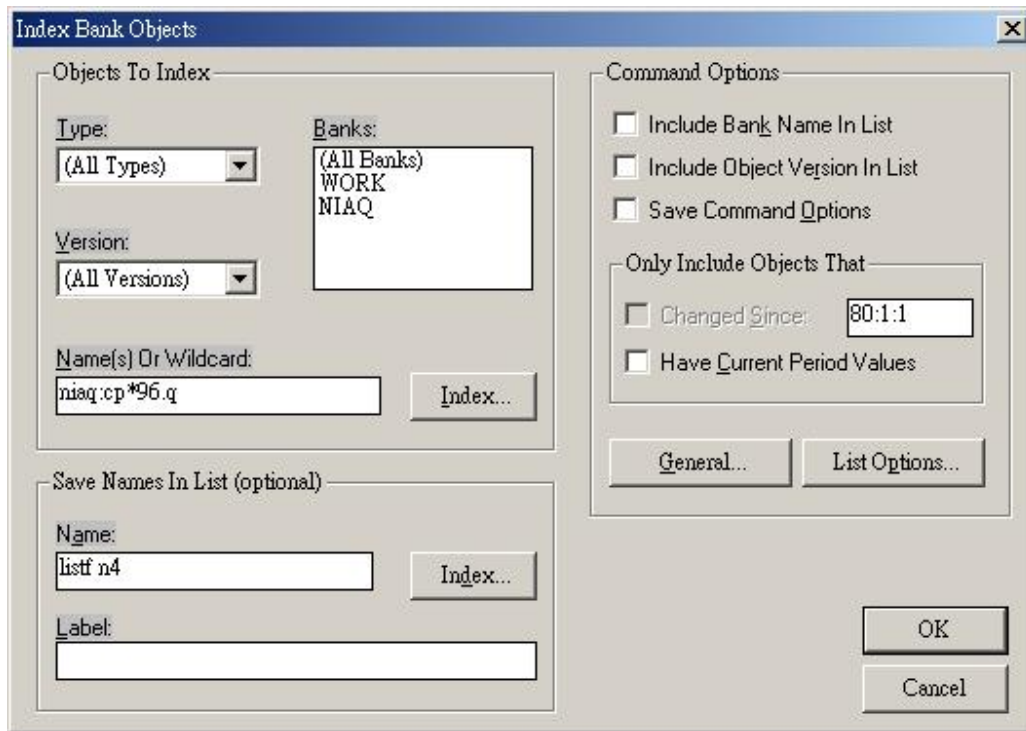 Index Bank Objects
Objects To Index
Type:
(All Types)
Banks:
(All Banks)
WORK
NIAQ
Version:
(All Versions)
Name(s) Or Wildcard:
niaq:cp*96.q
Index...
Save Names In List (optional)
Name:
listf n4
Index...
Label:
Command Options
Include Bank Name In List
Include Object Version In List
Save Command Options
Only Include Objects That
Changed Since:
80:1:1
Have Current Period Values
General...
List Options...
OK
Cancel